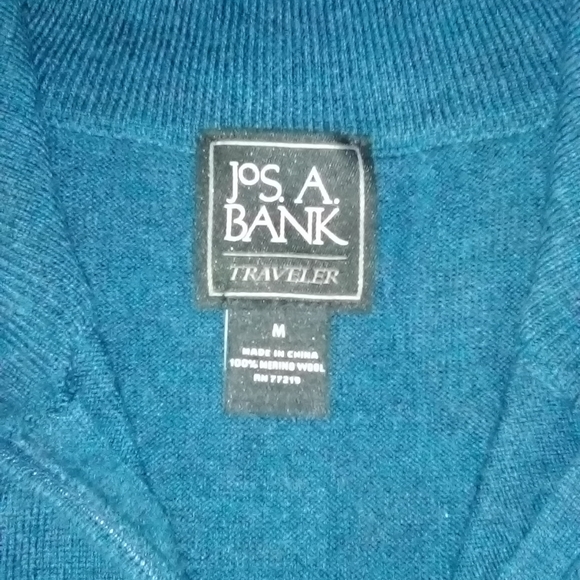 JOS. A.
BANK
TRAVELER
M
MADE IN CHINA
100% MERINO WOOL
RN 77219